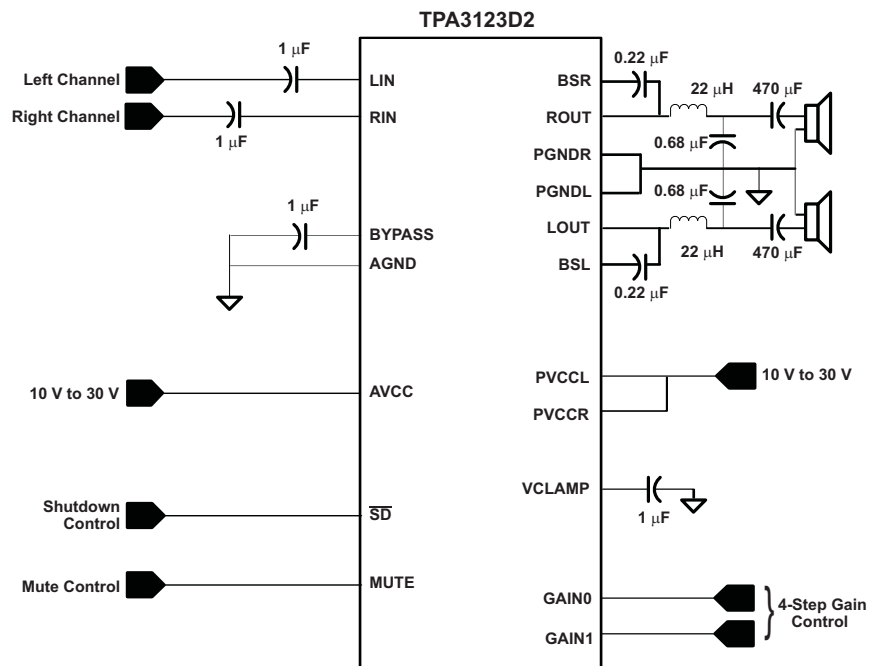 TPA3123D2
1 μF
Left Channel
LIN
Right Channel
RIN
1 μF
1 μF
BYPASS
AGND
10 V to 30 V
AVCC
Shutdown
Control
SD
Mute Control
MUTE
0.22 μF
BSR
22 μH
470 μF
ROUT
0.68 μF
PGNDR
PGNDL
0.68 μF
LOUT
22 μH
470 μF
BSL
0.22 μF
PVCCL
10 V to 30 V
PVCCR
VCLAMP
1 μF
GAIN0
4-Step Gain
Control
GAIN1